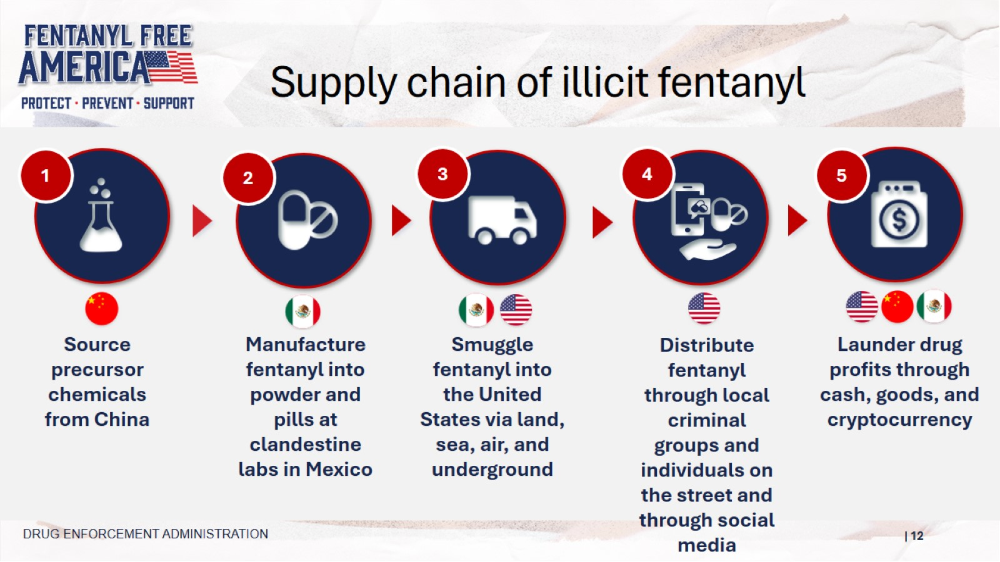 FENTANYL FREE
AMERICA
PROTECT · PREVENT · SUPPORT
Supply chain of illicit fentanyl
1
Source
precursor
chemicals
from China
2
Manufacture
fentanyl into
powder and
pills at
clandestine
labs in Mexico
3
Smuggle
fentanyl into
the United
States via land,
sea, air, and
underground
4
Distribute
fentanyl
through local
criminal
groups and
individuals on
the street and
through social
media
5
$
Launder drug
profits through
cash, goods, and
cryptocurrency
DRUG ENFORCEMENT ADMINISTRATION
| 12